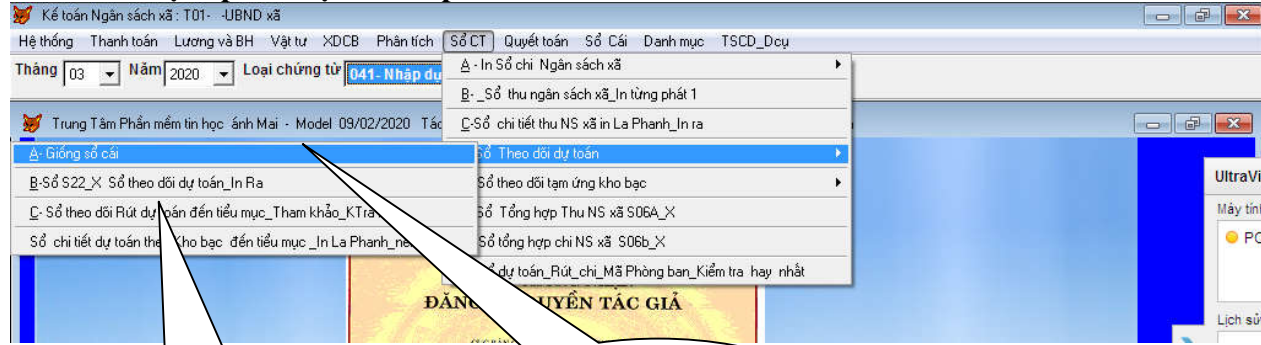 Kế toán Ngân sách xã : T01- -UBND xã
Hệ thống Thanh toán Lương và BH Vật tư XDCB Phân tích Sổ CT Quyết toán Sổ Cái Danh mục TSCD_Dcụ
Tháng 03 Năm 2020 Loại chứng từ 041- Nhập dự
A - In Sổ chi Ngân sách xã
B- _Sổ thu ngân sách xã_In từng phát 1
C-Sổ chi tiết thu NS xã in La Phanh_In ra
Sổ Theo dõi dự toán
Sổ theo dõi tạm ứng kho bạc
Sổ Tổng hợp Thu NS xã S06A_X
Sổ tổng hợp chi NS xã S06b_X
dự toán_Rút_chi_Mã Phòng ban_Kiểm tra hay nhất
Trung Tâm Phần mềm tin học ánh Mai - Model 09/02/2020 Tác
A- Giống sổ cái
B-Sổ S22_X Sổ theo dõi dự toán_In Ra
C- Sổ theo dõi Rút dự toán đến tiểu mục_Tham khảo_KTra
Sổ chi tiết dự toán the Kho bạc đến tiểu mục _In La Phanh_ne
UYỀN TÁC GIẢ
UltraVi
Máy tín
PC
Lịch sử